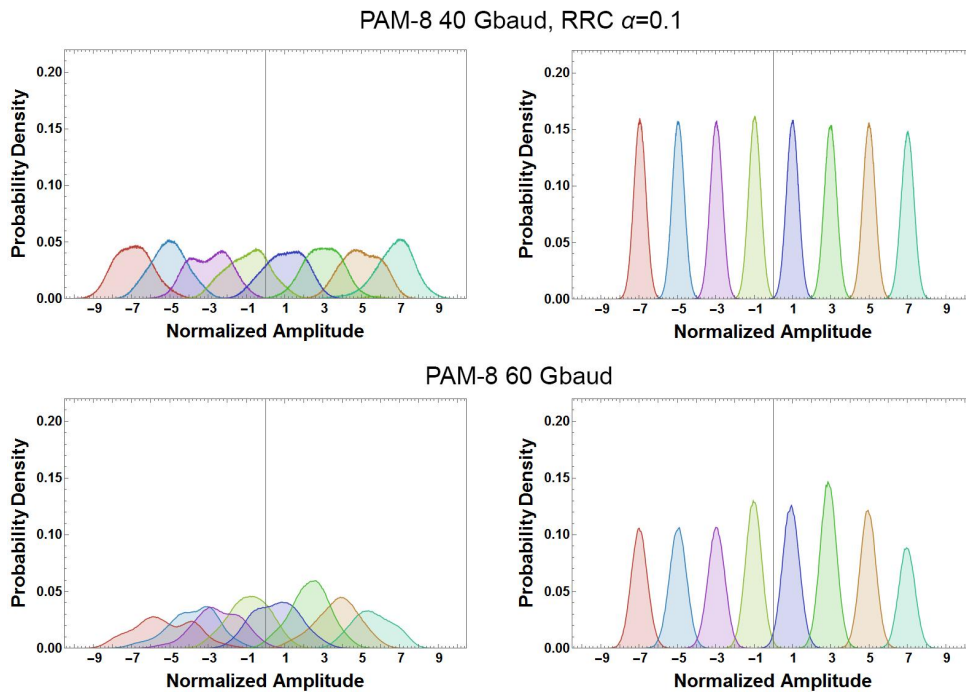 PAM-8 40 Gbaud, RRC α=0.1
Probability Density
0.20
0.15
0.10
0.05
0.00
−9 −7 −5 −3 −1 1 3 5 7 9
Normalized Amplitude
Probability Density
0.20
0.15
0.10
0.05
0.00
−9 −7 −5 −3 −1 1 3 5 7 9
Normalized Amplitude
PAM-8 60 Gbaud
Probability Density
0.20
0.15
0.10
0.05
0.00
−9 −7 −5 −3 −1 1 3 5 7 9
Normalized Amplitude
Probability Density
0.20
0.15
0.10
0.05
0.00
−9 −7 −5 −3 −1 1 3 5 7 9
Normalized Amplitude